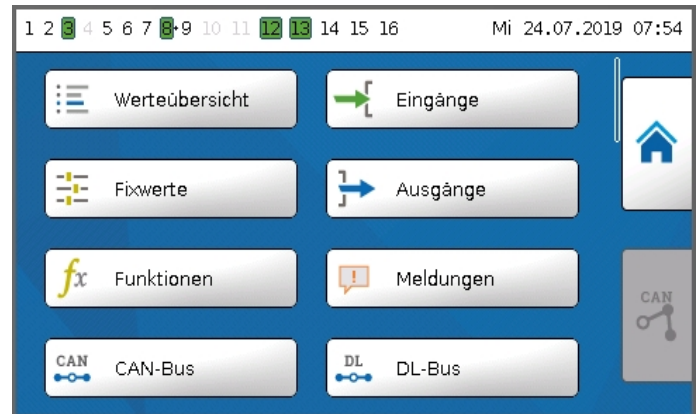 1 2 3 4 5 6 7 8+9 10 11 12 13 14 15 16 Mi 24.07.2019 07:54
Werteübersicht
Eingänge
Fixwerte
Ausgänge
fx Funktionen
! Meldungen
CAN
CAN CAN-Bus
DL DL-Bus